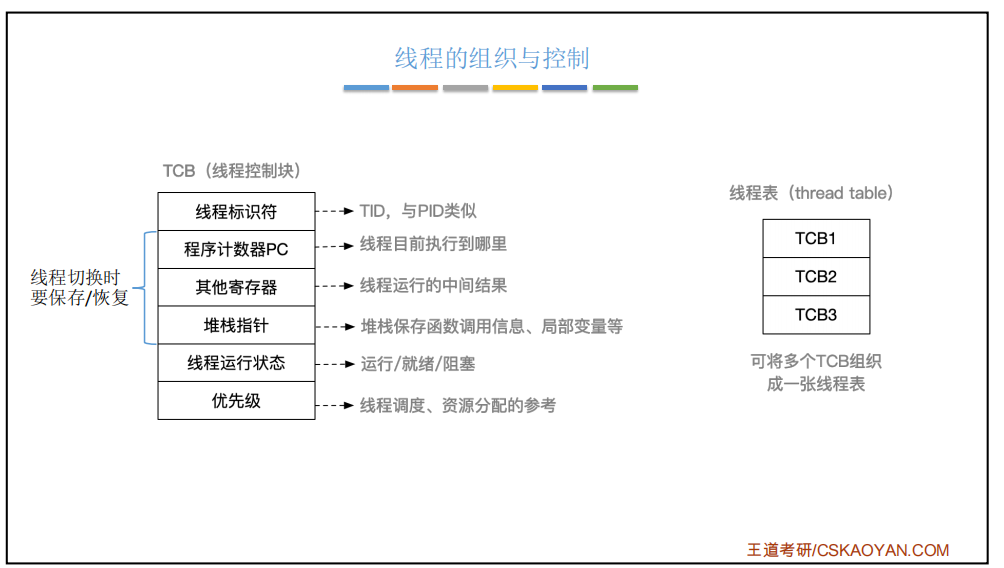 线程的组织与控制
TCB（线程控制块）
线程标识符
TID，与PID类似
程序计数器PC
线程目前执行到哪里
其他寄存器
线程运行的中间结果
堆栈指针
堆栈保存函数调用信息、局部变量等
线程运行状态
运行/就绪/阻塞
优先级
线程调度、资源分配的参考
线程切换时
要保存/恢复
线程表（thread table）
TCB1
TCB2
TCB3
可将多个TCB组织
成一张线程表
王道考研/CSKAOYAN.COM